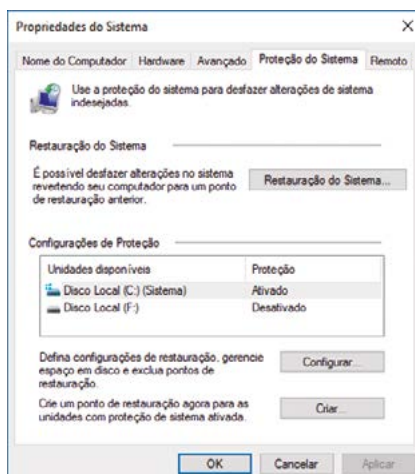 Propriedades do Sistema
Nome do Computador Hardware Avançado Proteção do Sistema Remoto
Use a proteção do sistema para desfazer alterações de sistema
indesejadas.
Restauração do Sistema
É possível desfazer alterações no sistema
revertendo seu computador para um ponto
de restauração anterior.
Restauração do Sistema...
Configurações de Proteção
Unidades disponíveis Proteção
Disco Local (C:) (Sistema) Ativado
Disco Local (F:) Desativado
Defina configurações de restauração, gerencie
espaço em disco e exclua pontos de
restauração.
Configurar...
Crie um ponto de restauração agora para as
unidades com proteção de sistema ativada.
Criar...
OK Cancelar Aplicar